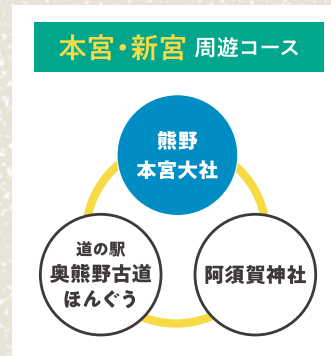 本宮・新宮 周遊コース
熊野
本宮大社
道の駅
奥熊野古道
ほんぐう
阿須賀神社